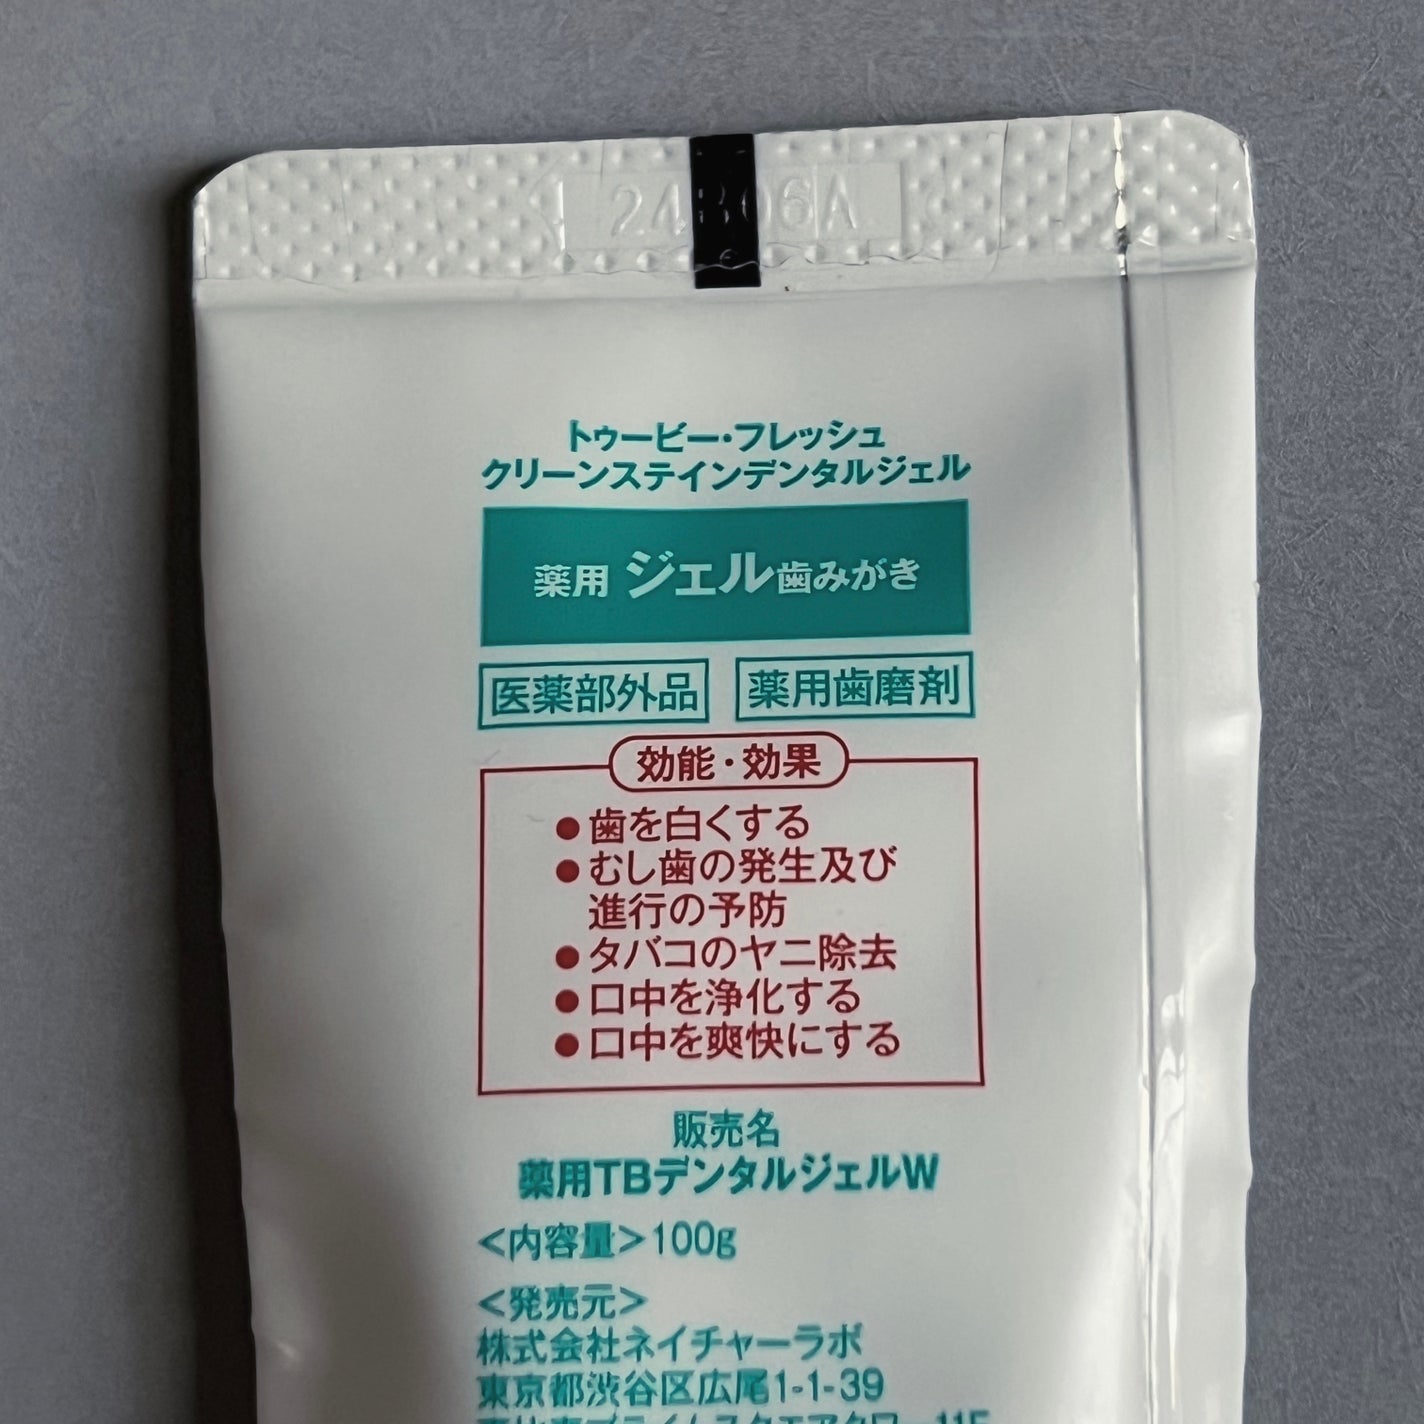 トゥービー・フレッシュ
クリーンステインデンタルジェル
薬用 ジェル歯みがき
医薬部外品 薬用歯磨剤
効能・効果
●歯を白くする
●むし歯の発生及び
進行の予防
●タバコのヤニ除去
●口中を浄化する
●口中を爽快にする
販売名
薬用TBデンタルジェルW
<内容量>100g
<発売元>
株式会社ネイチャーラボ
東京都渋谷区広尾1-1-39